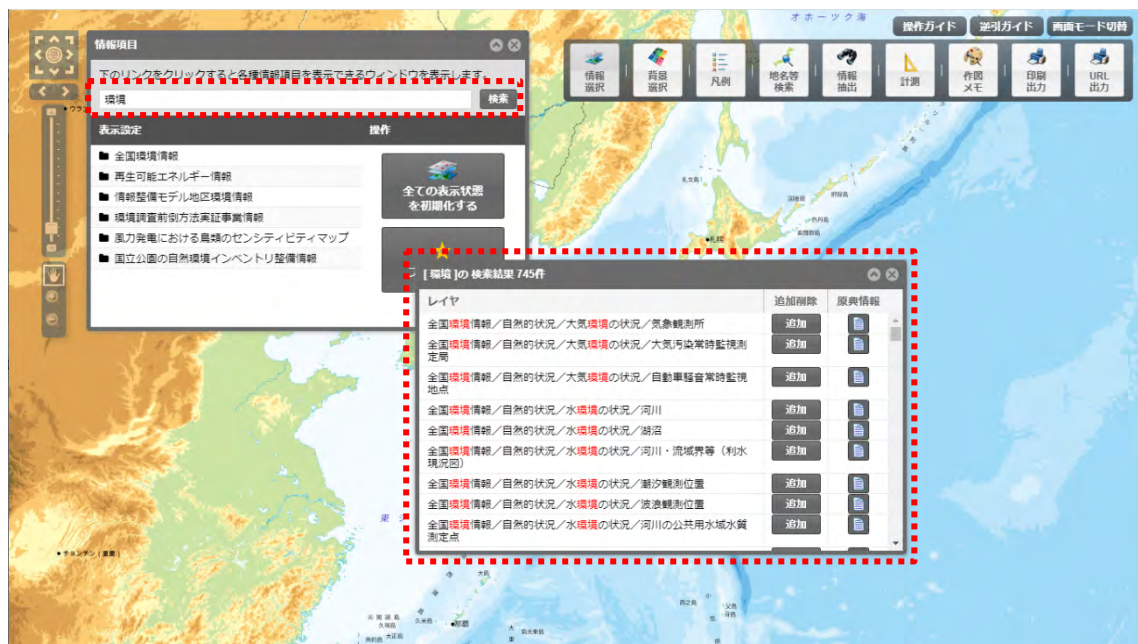 オホーツク海
操作ガイド 逆引ガイド 画面モード切替
情報項目
下のリンクをクリックすると各種情報項目を表示できるウィンドウを表示します。
環境 検索
表示設定 操作
全国環境情報
再生可能エネルギー情報
情報整備モデル地区環境情報
環境調査前倒方法実証事業情報
風力発電における鳥類のセンシティビティマップ
国立公園の自然環境インベントリ整備情報
全ての表示状態
を初期化する
情報
選択
背景
選択
凡例
地名等
検索
情報
抽出
計測
作図
メモ
印刷
出力
URL
出力
札幌
[ 環境 ]の 検索結果 745件
レイヤ 追加削除 原典情報
全国環境情報／自然的状況／大気環境の状況／気象観測所 追加
全国環境情報／自然的状況／大気環境の状況／大気汚染常時監視測
定局 追加
全国環境情報／自然的状況／大気環境の状況／自動車騒音常時監視
地点 追加
全国環境情報／自然的状況／水環境の状況／河川 追加
全国環境情報／自然的状況／水環境の状況／湖沼 追加
全国環境情報／自然的状況／水環境の状況／河川・流域界等（利水
現況図） 追加
全国環境情報／自然的状況／水環境の状況／潮汐観測位置 追加
全国環境情報／自然的状況／水環境の状況／波浪観測位置 追加
全国環境情報／自然的状況／水環境の状況／河川の公共用水域水質
測定点 追加
東
那覇
久米島
大東
南大東島
父島
母島